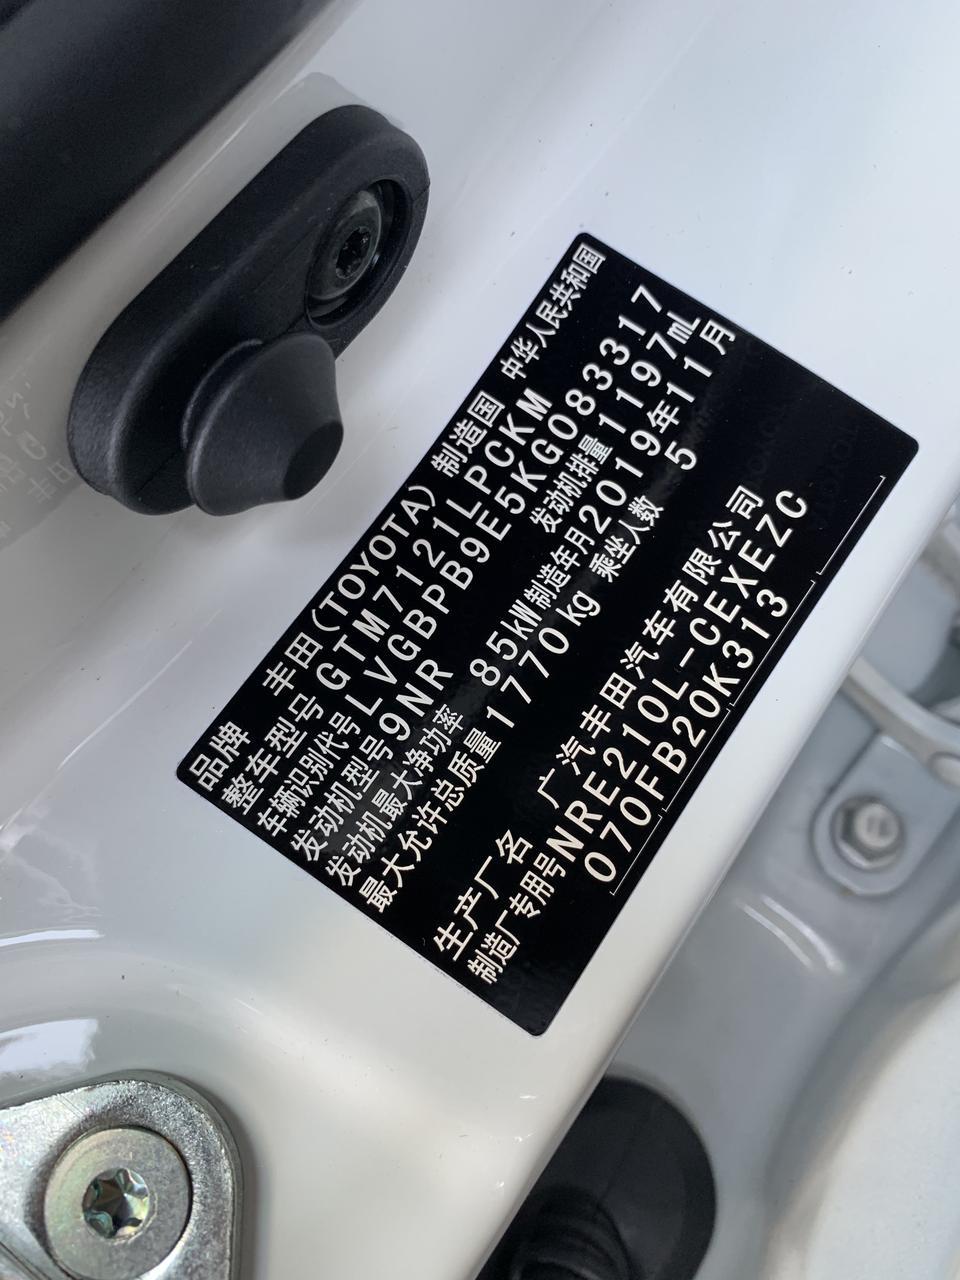 品牌 丰田(TOYOTA) 制造国 中华人民共和国
整车型号 GTM7121LPCKM
车辆识别代号 LVGBPB9E5KG083317
发动机型号 9NR 发动机排量 1197mL
发动机最大净功率 85kW 制造年月 2019年11月
最大允许总质量 1770kg 乘坐人数 5
生产厂名 广汽丰田汽车有限公司
制造厂专用号 NRE210L-CEXEZC
070FB20K313